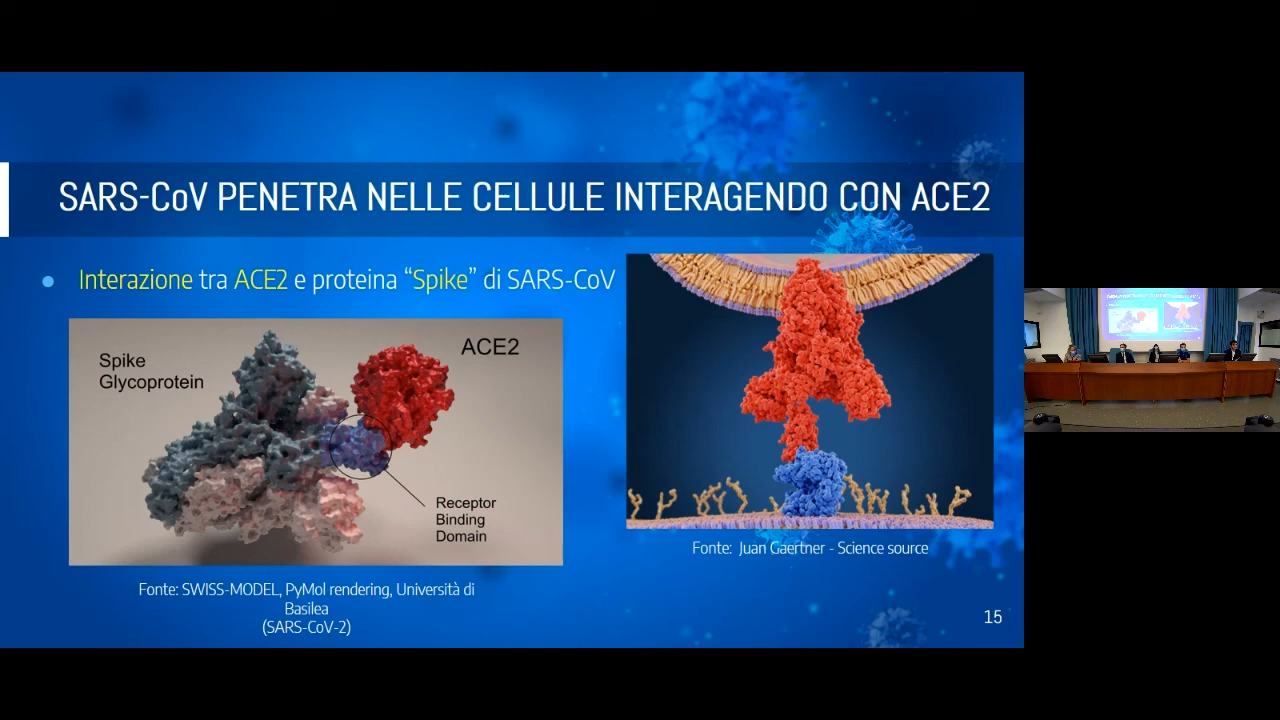 SARS-CoV PENETRA NELLE CELLULE INTERAGENDO CON ACE2
Interazione tra ACE2 e proteina “Spike” di SARS-CoV
Spike
Glycoprotein
ACE2
Receptor
Binding
Domain
Fonte: SWISS-MODEL, PyMol rendering, Università di
Basilea
(SARS-CoV-2)
Fonte: Juan Gaertner - Science source
15